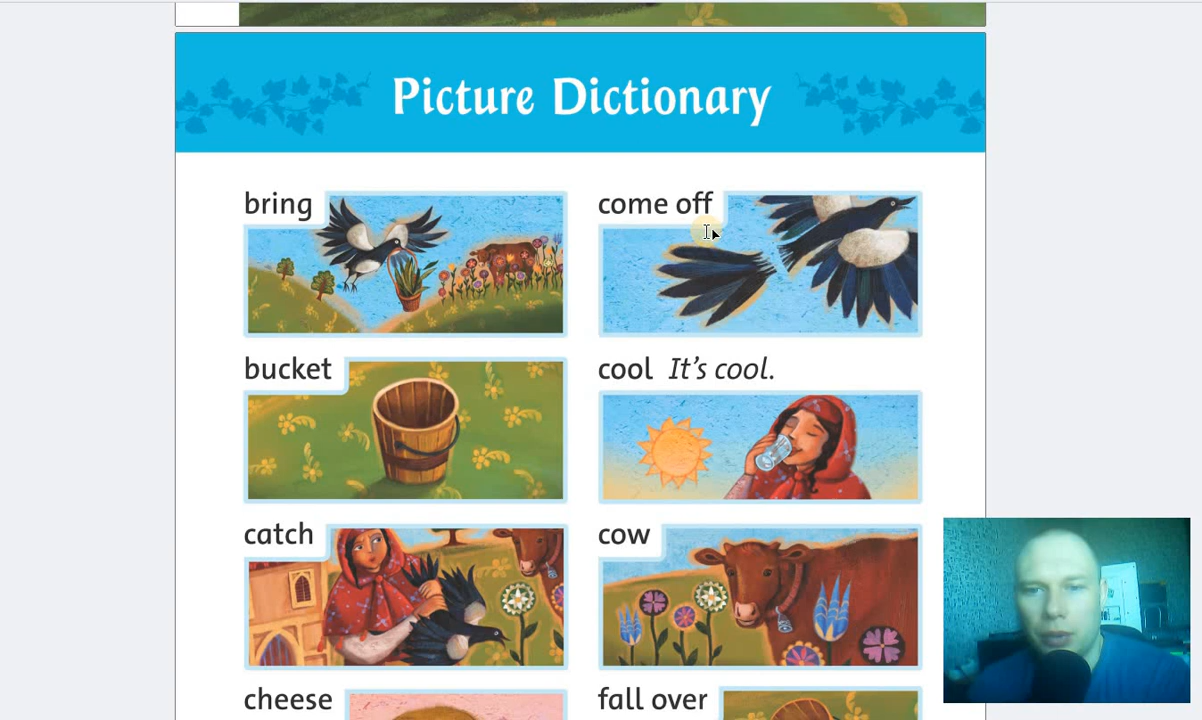 Picture Dictionary
bring
come off
bucket
cool It's cool.
catch
cow
cheese
fall over